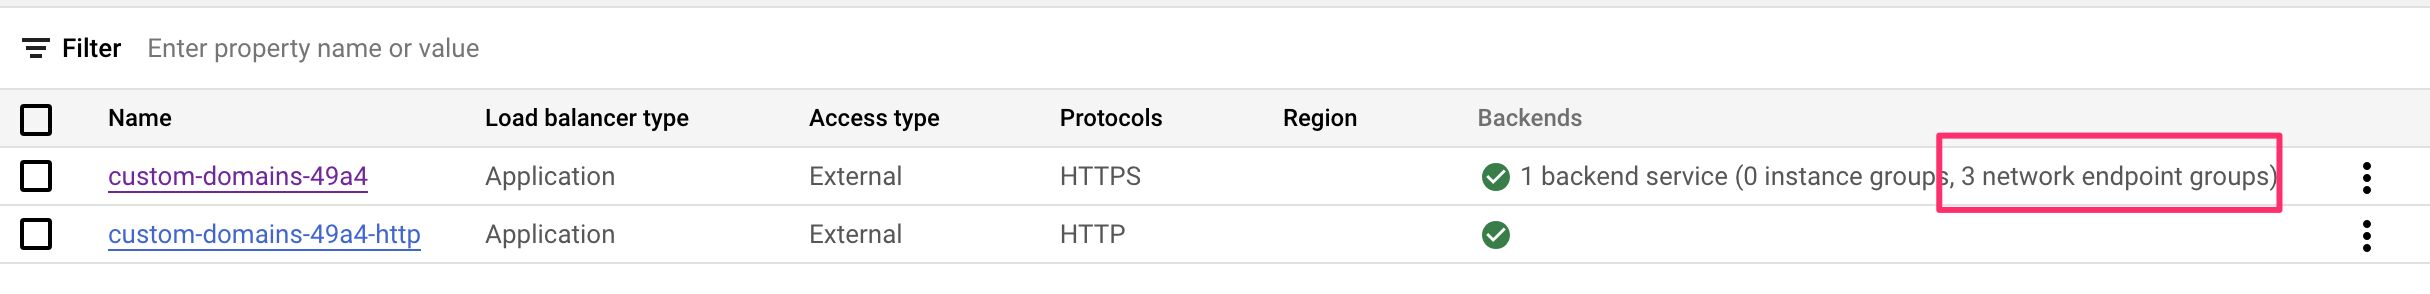 Filter Enter property name or value
Name Load balancer type Access type Protocols Region Backends
custom-domains-49a4 Application External HTTPS 1 backend service (0 instance groups, 3 network endpoint groups)
custom-domains-49a4-http Application External HTTP